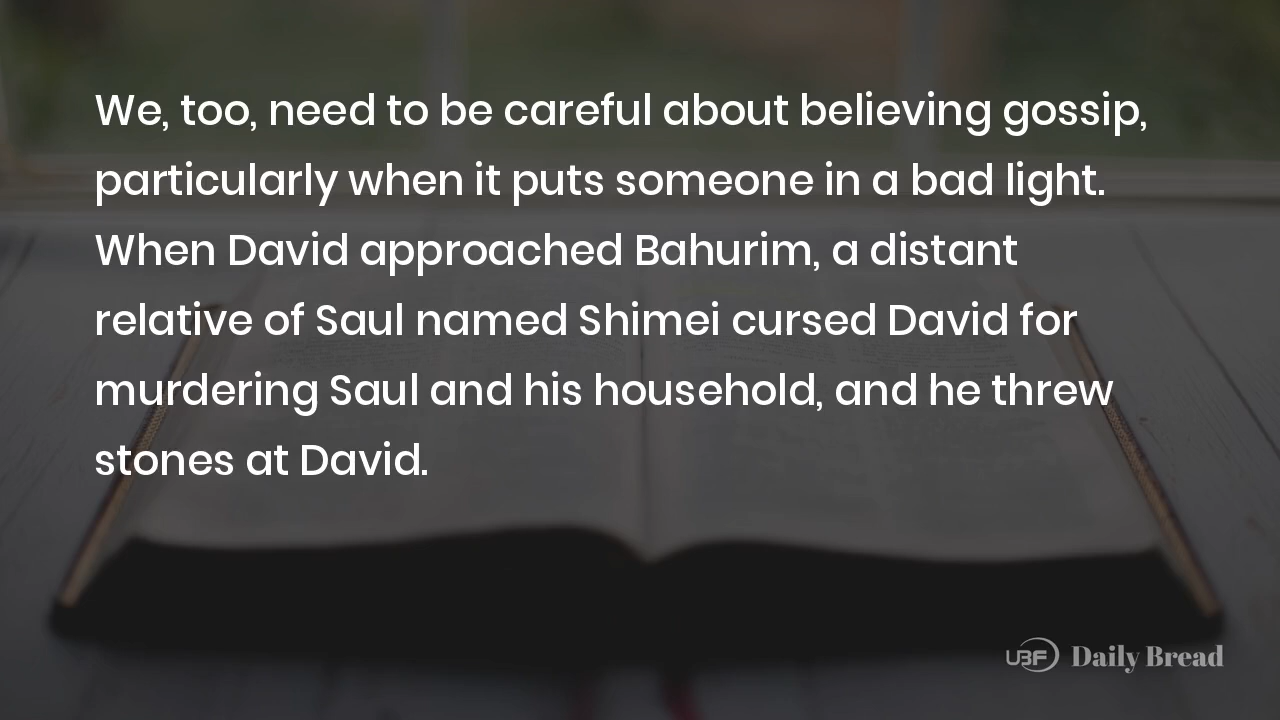 We, too, need to be careful about believing gossip,
particularly when it puts someone in a bad light.
When David approached Bahurim, a distant
relative of Saul named Shimei cursed David for
murdering Saul and his household, and he threw
stones at David.
UBF Daily Bread